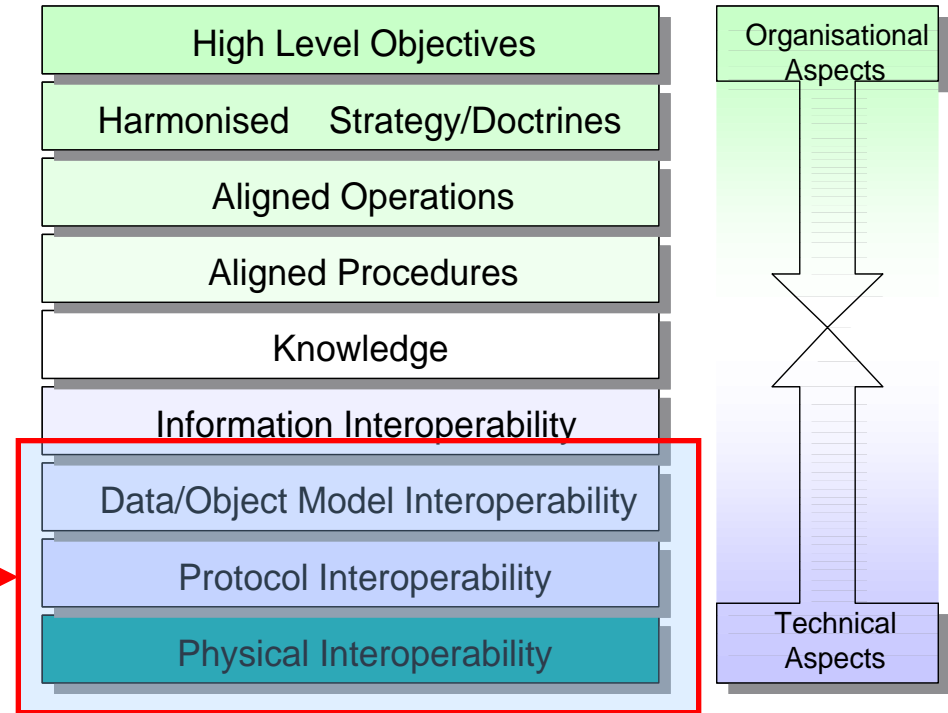 High Level Objectives
Harmonised Strategy/Doctrines
Aligned Operations
Aligned Procedures
Knowledge
Information Interoperability
Data/Object Model Interoperability
Protocol Interoperability
Physical Interoperability
Organisational
Aspects
Technical
Aspects